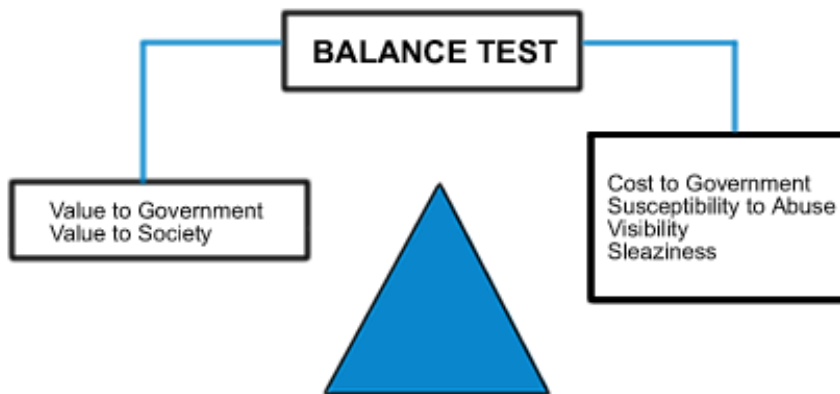 BALANCE TEST
Value to Government
Value to Society
Cost to Government
Susceptibility to Abuse
Visibility
Sleaziness